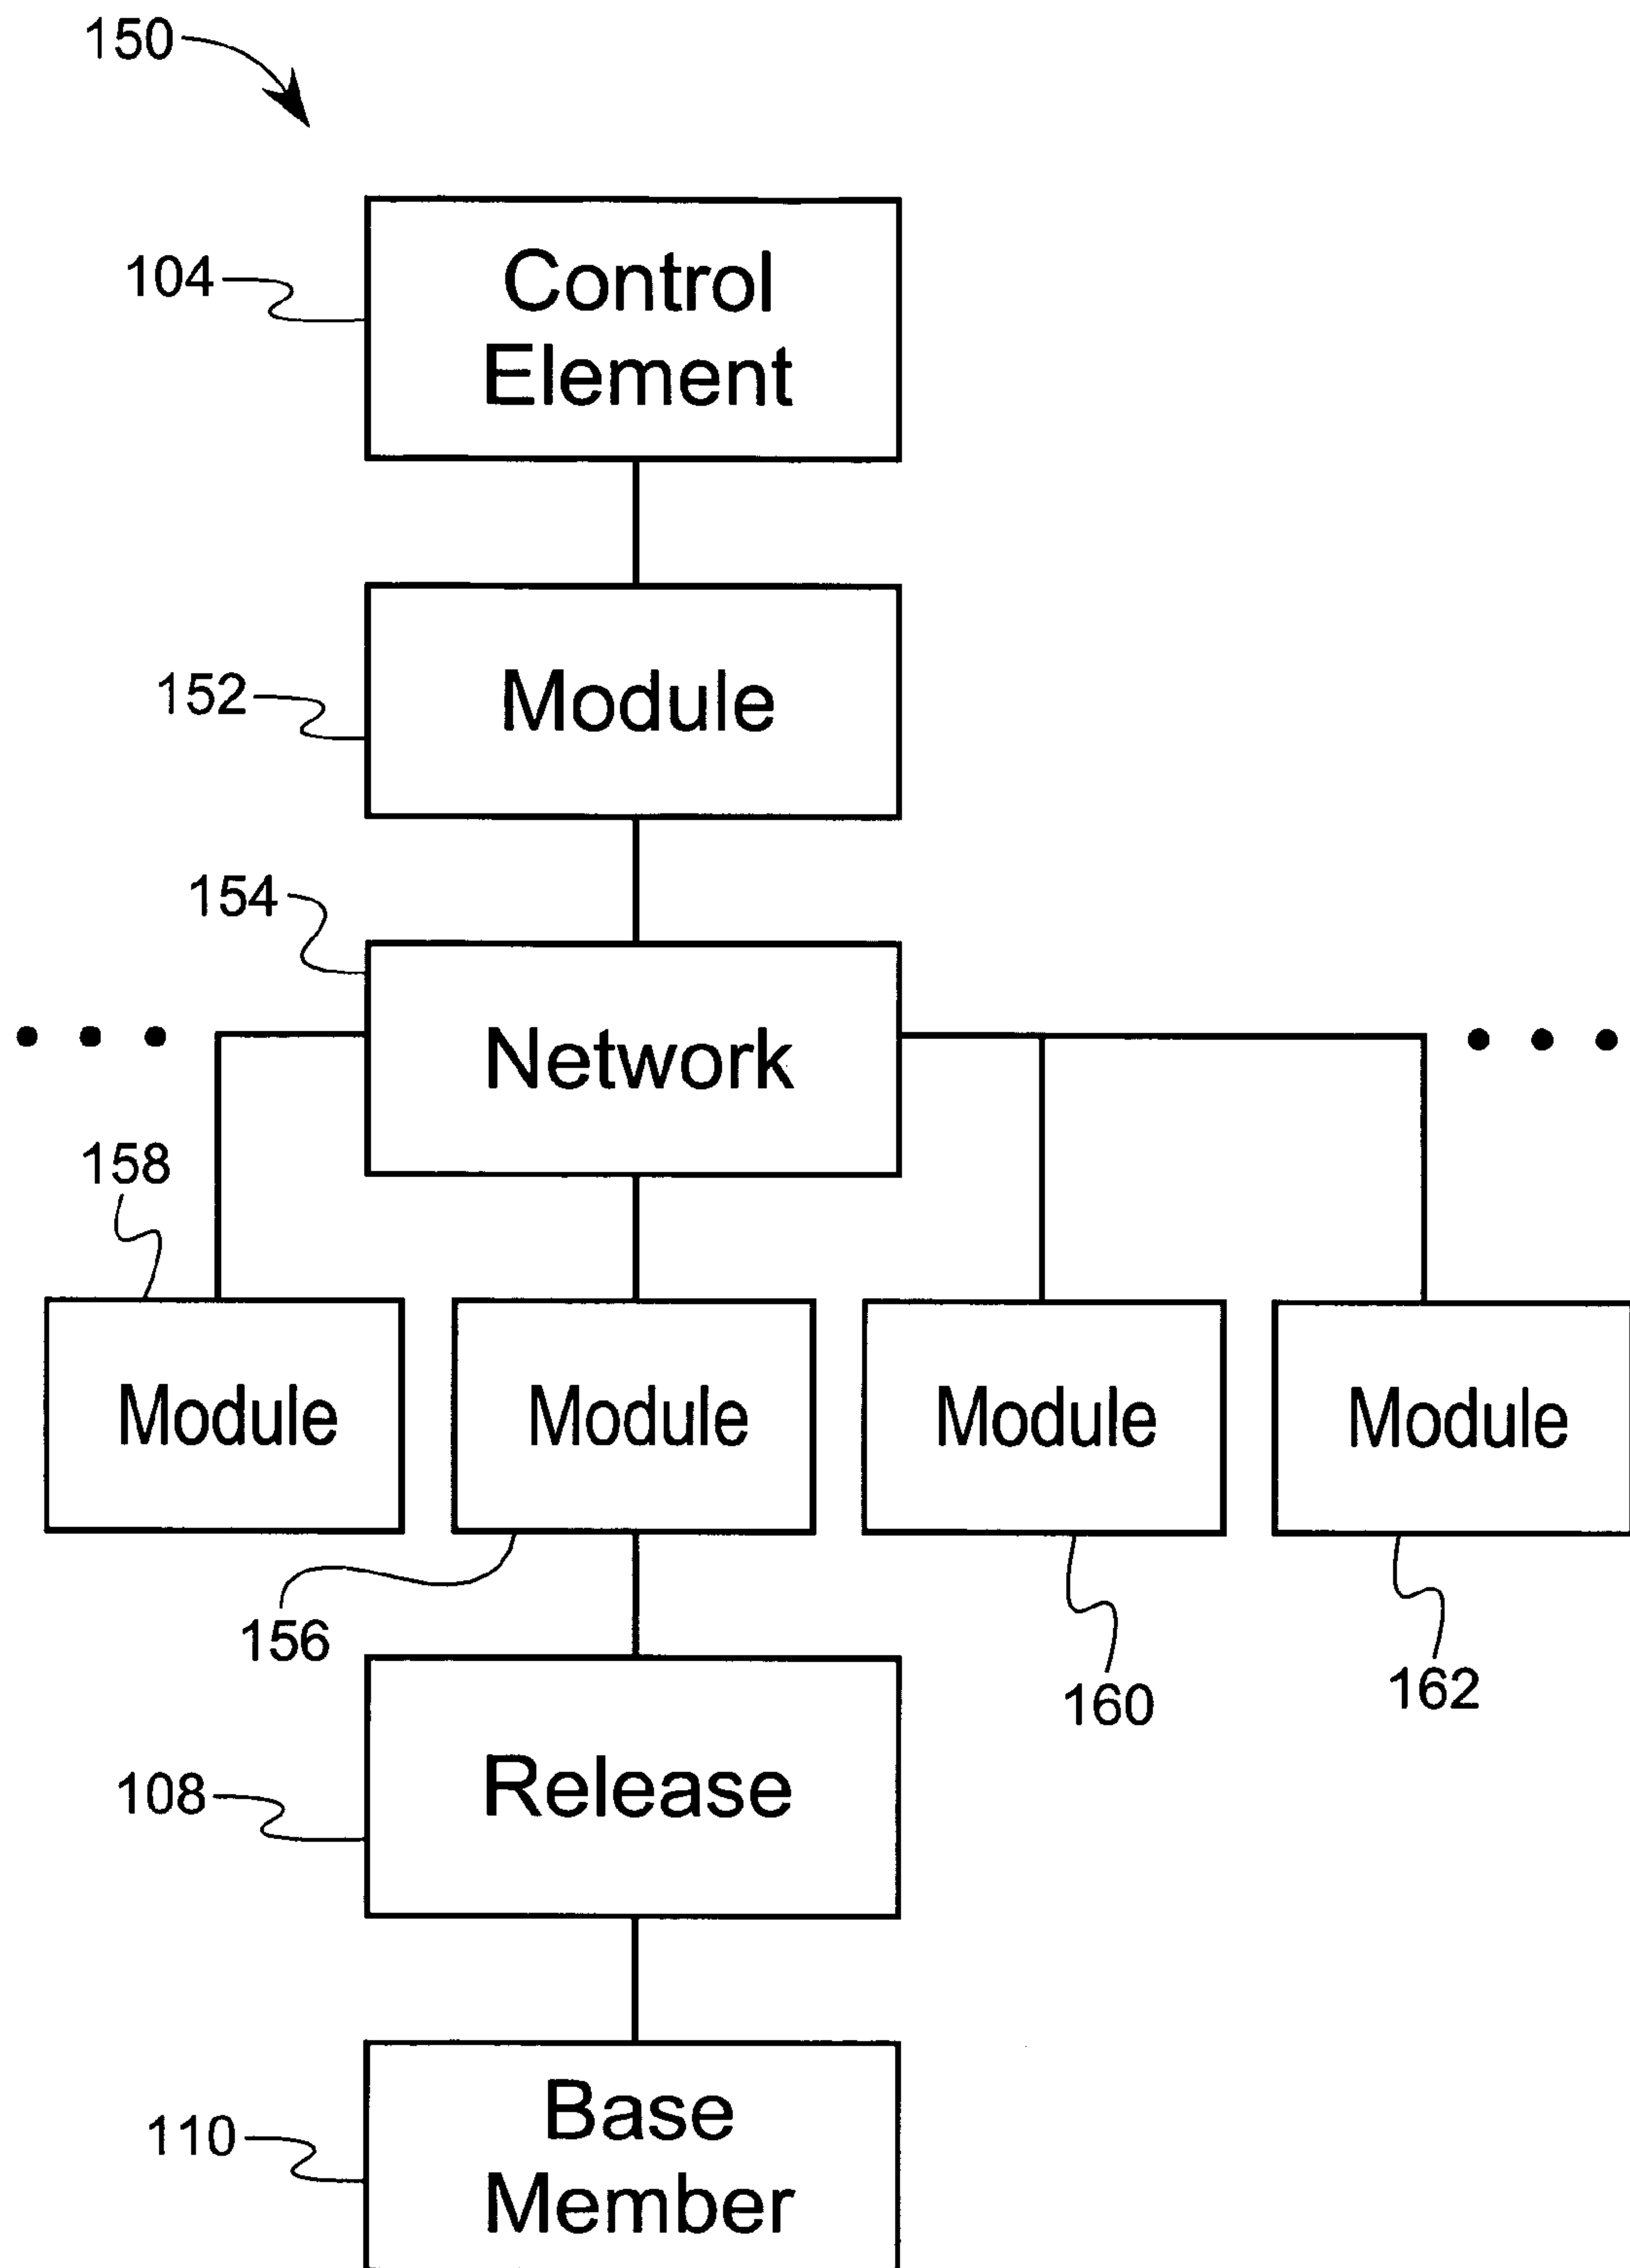 150
104
Control
Element
152
Module
154
Network
158
Module
Module
Module
Module
156
160
162
108
Release
110
Base
Member